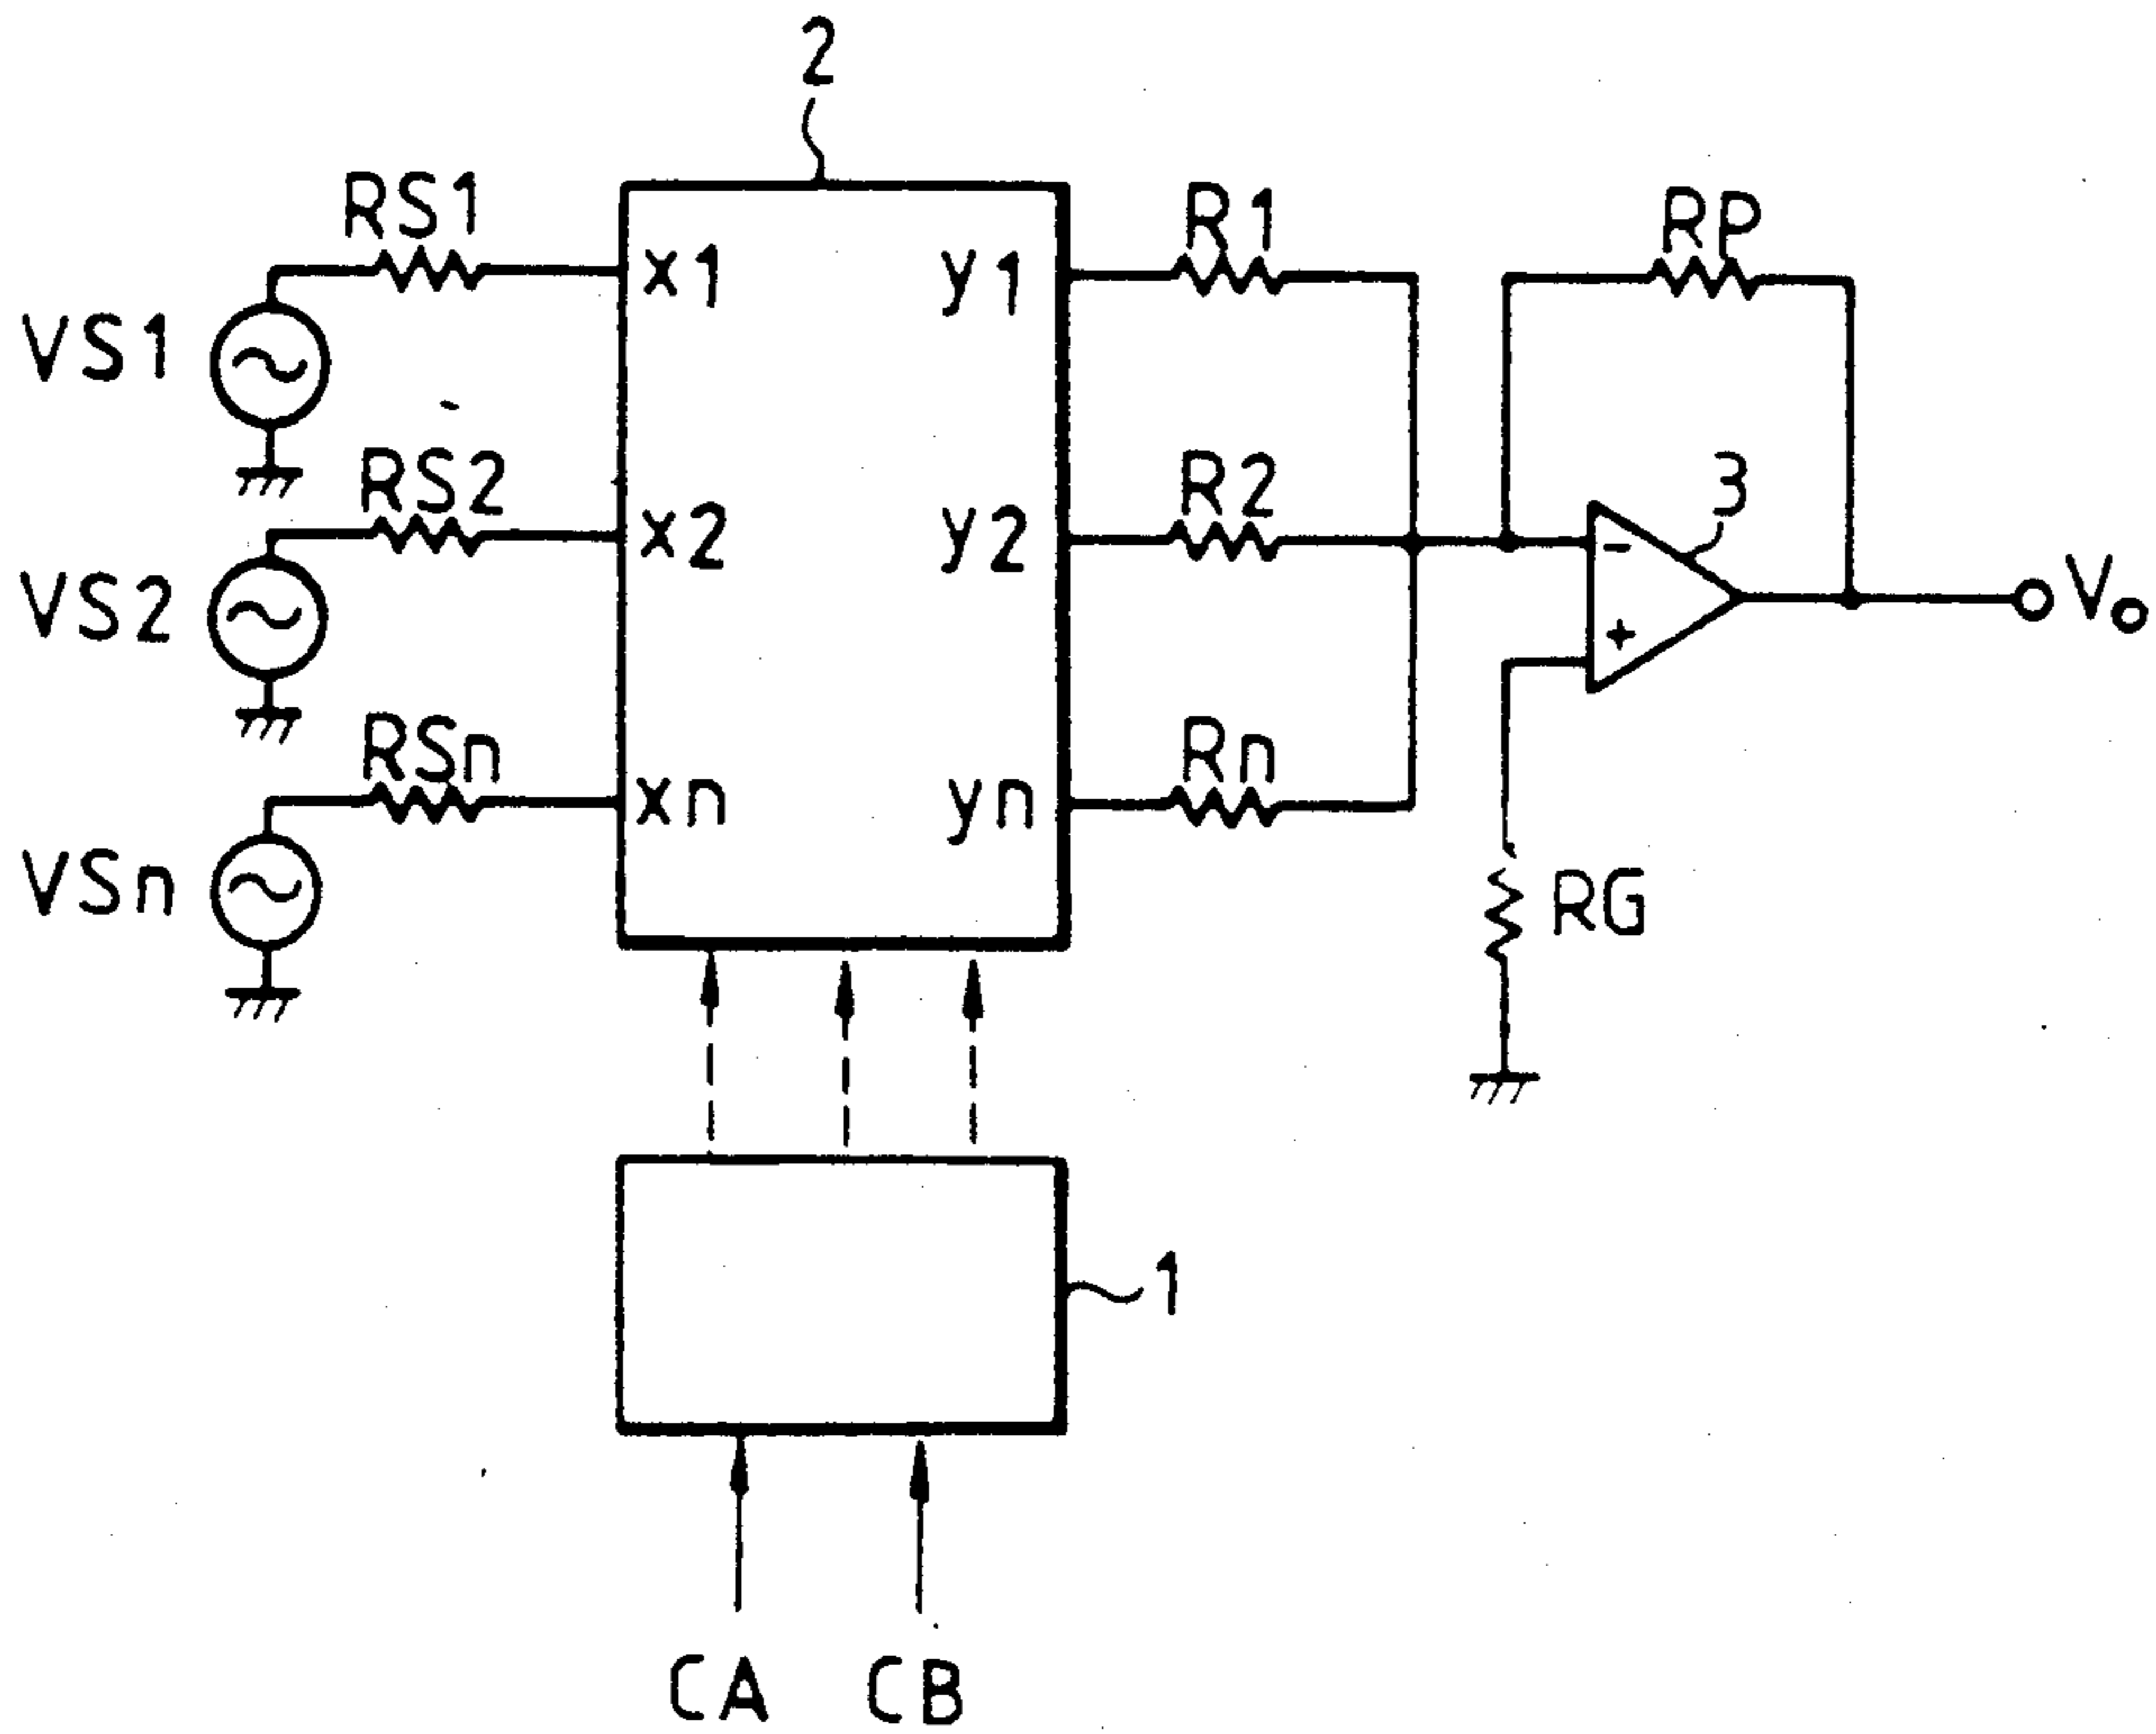 2
RS1
x1
y1
R1
RP
VS1
RS2
x2
y2
R2
3
-
+
Vo
VS2
RSn
xn
yn
Rn
VSn
RG
1
CA
CB